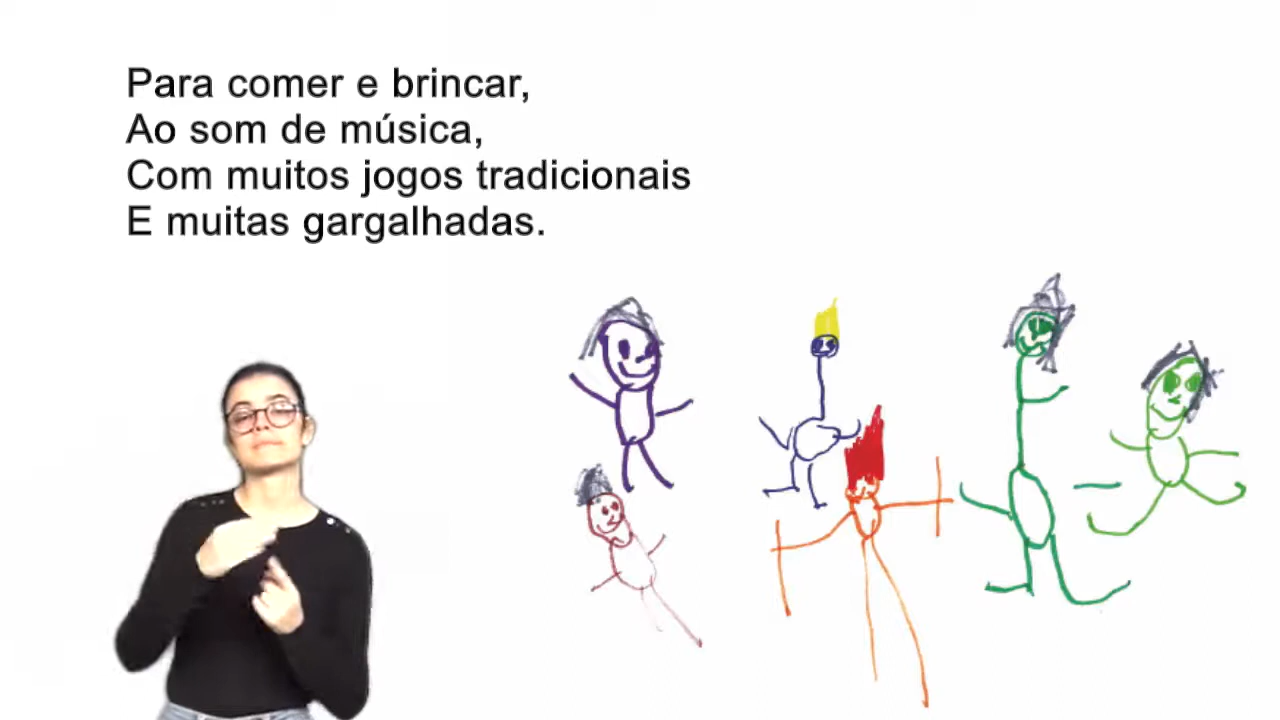 Para comer e brincar,
Ao som de música,
Com muitos jogos tradicionais
E muitas gargalhadas.